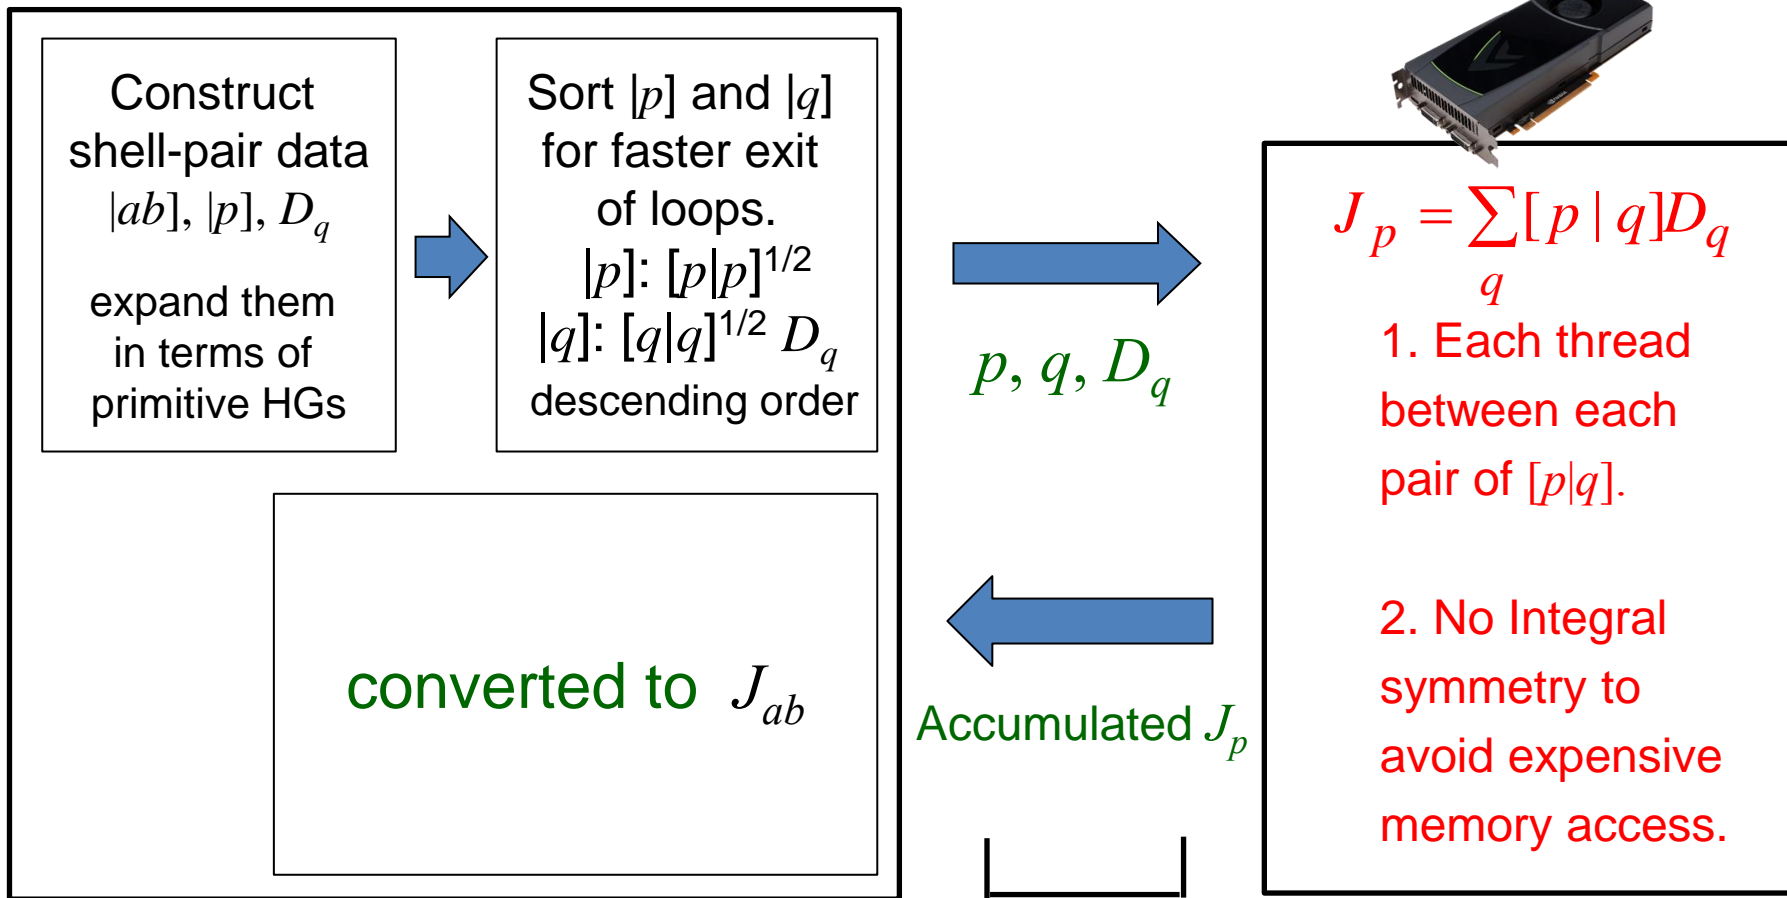 Construct
shell-pair data
|ab], |p], D_q
expand them
in terms of
primitive HGs
Sort |p] and |q]
for faster exit
of loops.
|p]: [p|p]^{1/2}
|q]: [q|q]^{1/2} D_q
descending order
p, q, D_q
J_p = ∑_q [p | q]D_q
1. Each thread
between each
pair of [p|q].
2. No Integral
symmetry to
avoid expensive
memory access.
Accumulated J_p
converted to J_{ab}